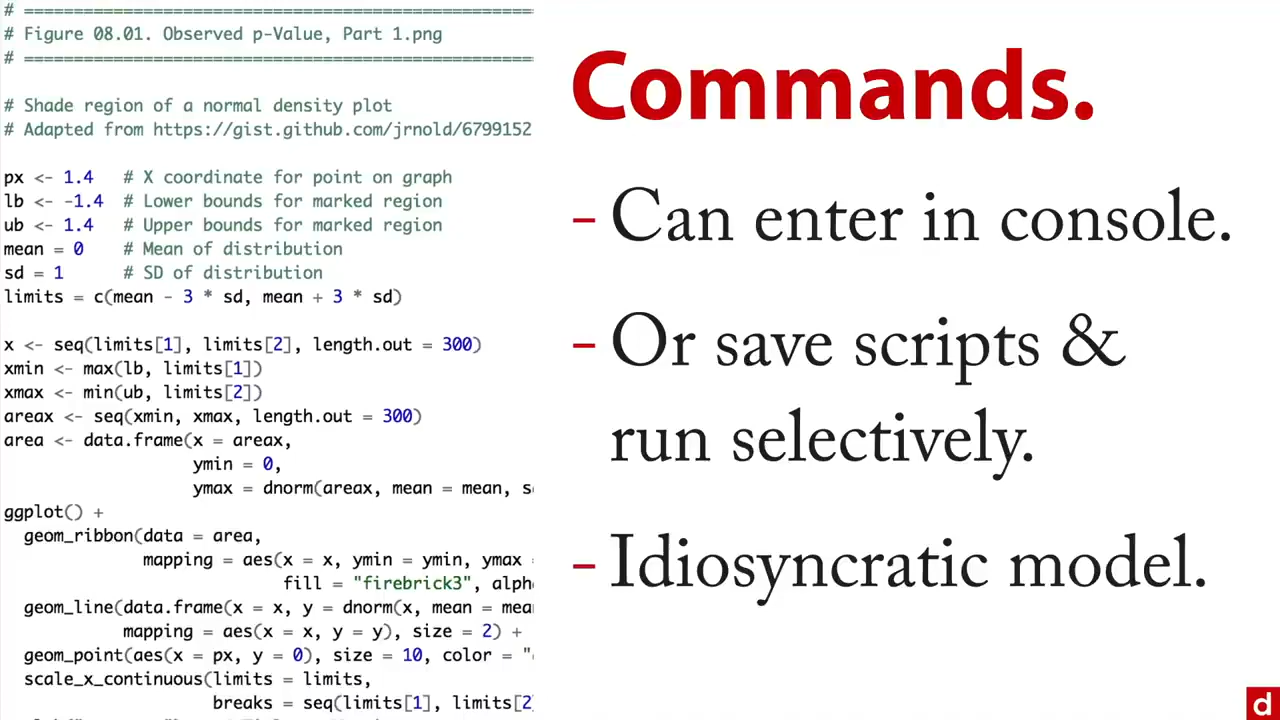 # ===================================================
# Figure 08.01. Observed p-Value, Part 1.png
# ===================================================
# Shade region of a normal density plot
# Adapted from https://gist.github.com/jrnold/6799152
px <- 1.4   # X coordinate for point on graph
lb <- -1.4  # Lower bounds for marked region
ub <- 1.4   # Upper bounds for marked region
mean = 0    # Mean of distribution
sd = 1      # SD of distribution
limits = c(mean - 3 * sd, mean + 3 * sd)
x <- seq(limits[1], limits[2], length.out = 300)
xmin <- max(lb, limits[1])
xmax <- min(ub, limits[2])
areax <- seq(xmin, xmax, length.out = 300)
area <- data.frame(x = areax,
                   ymin = 0,
                   ymax = dnorm(areax, mean = mean, s
ggplot() +
  geom_ribbon(data = area,
              mapping = aes(x = x, ymin = ymin, ymax =
                            fill = "firebrick3", alph
  geom_line(data.frame(x = x, y = dnorm(x, mean = mea
            mapping = aes(x = x, y = y), size = 2) +
  geom_point(aes(x = px, y = 0), size = 10, color = "
  scale_x_continuous(limits = limits,
                     breaks = seq(limits[1], limits[2]
Commands.
– Can enter in console.
– Or save scripts &
run selectively.
– Idiosyncratic model.
d